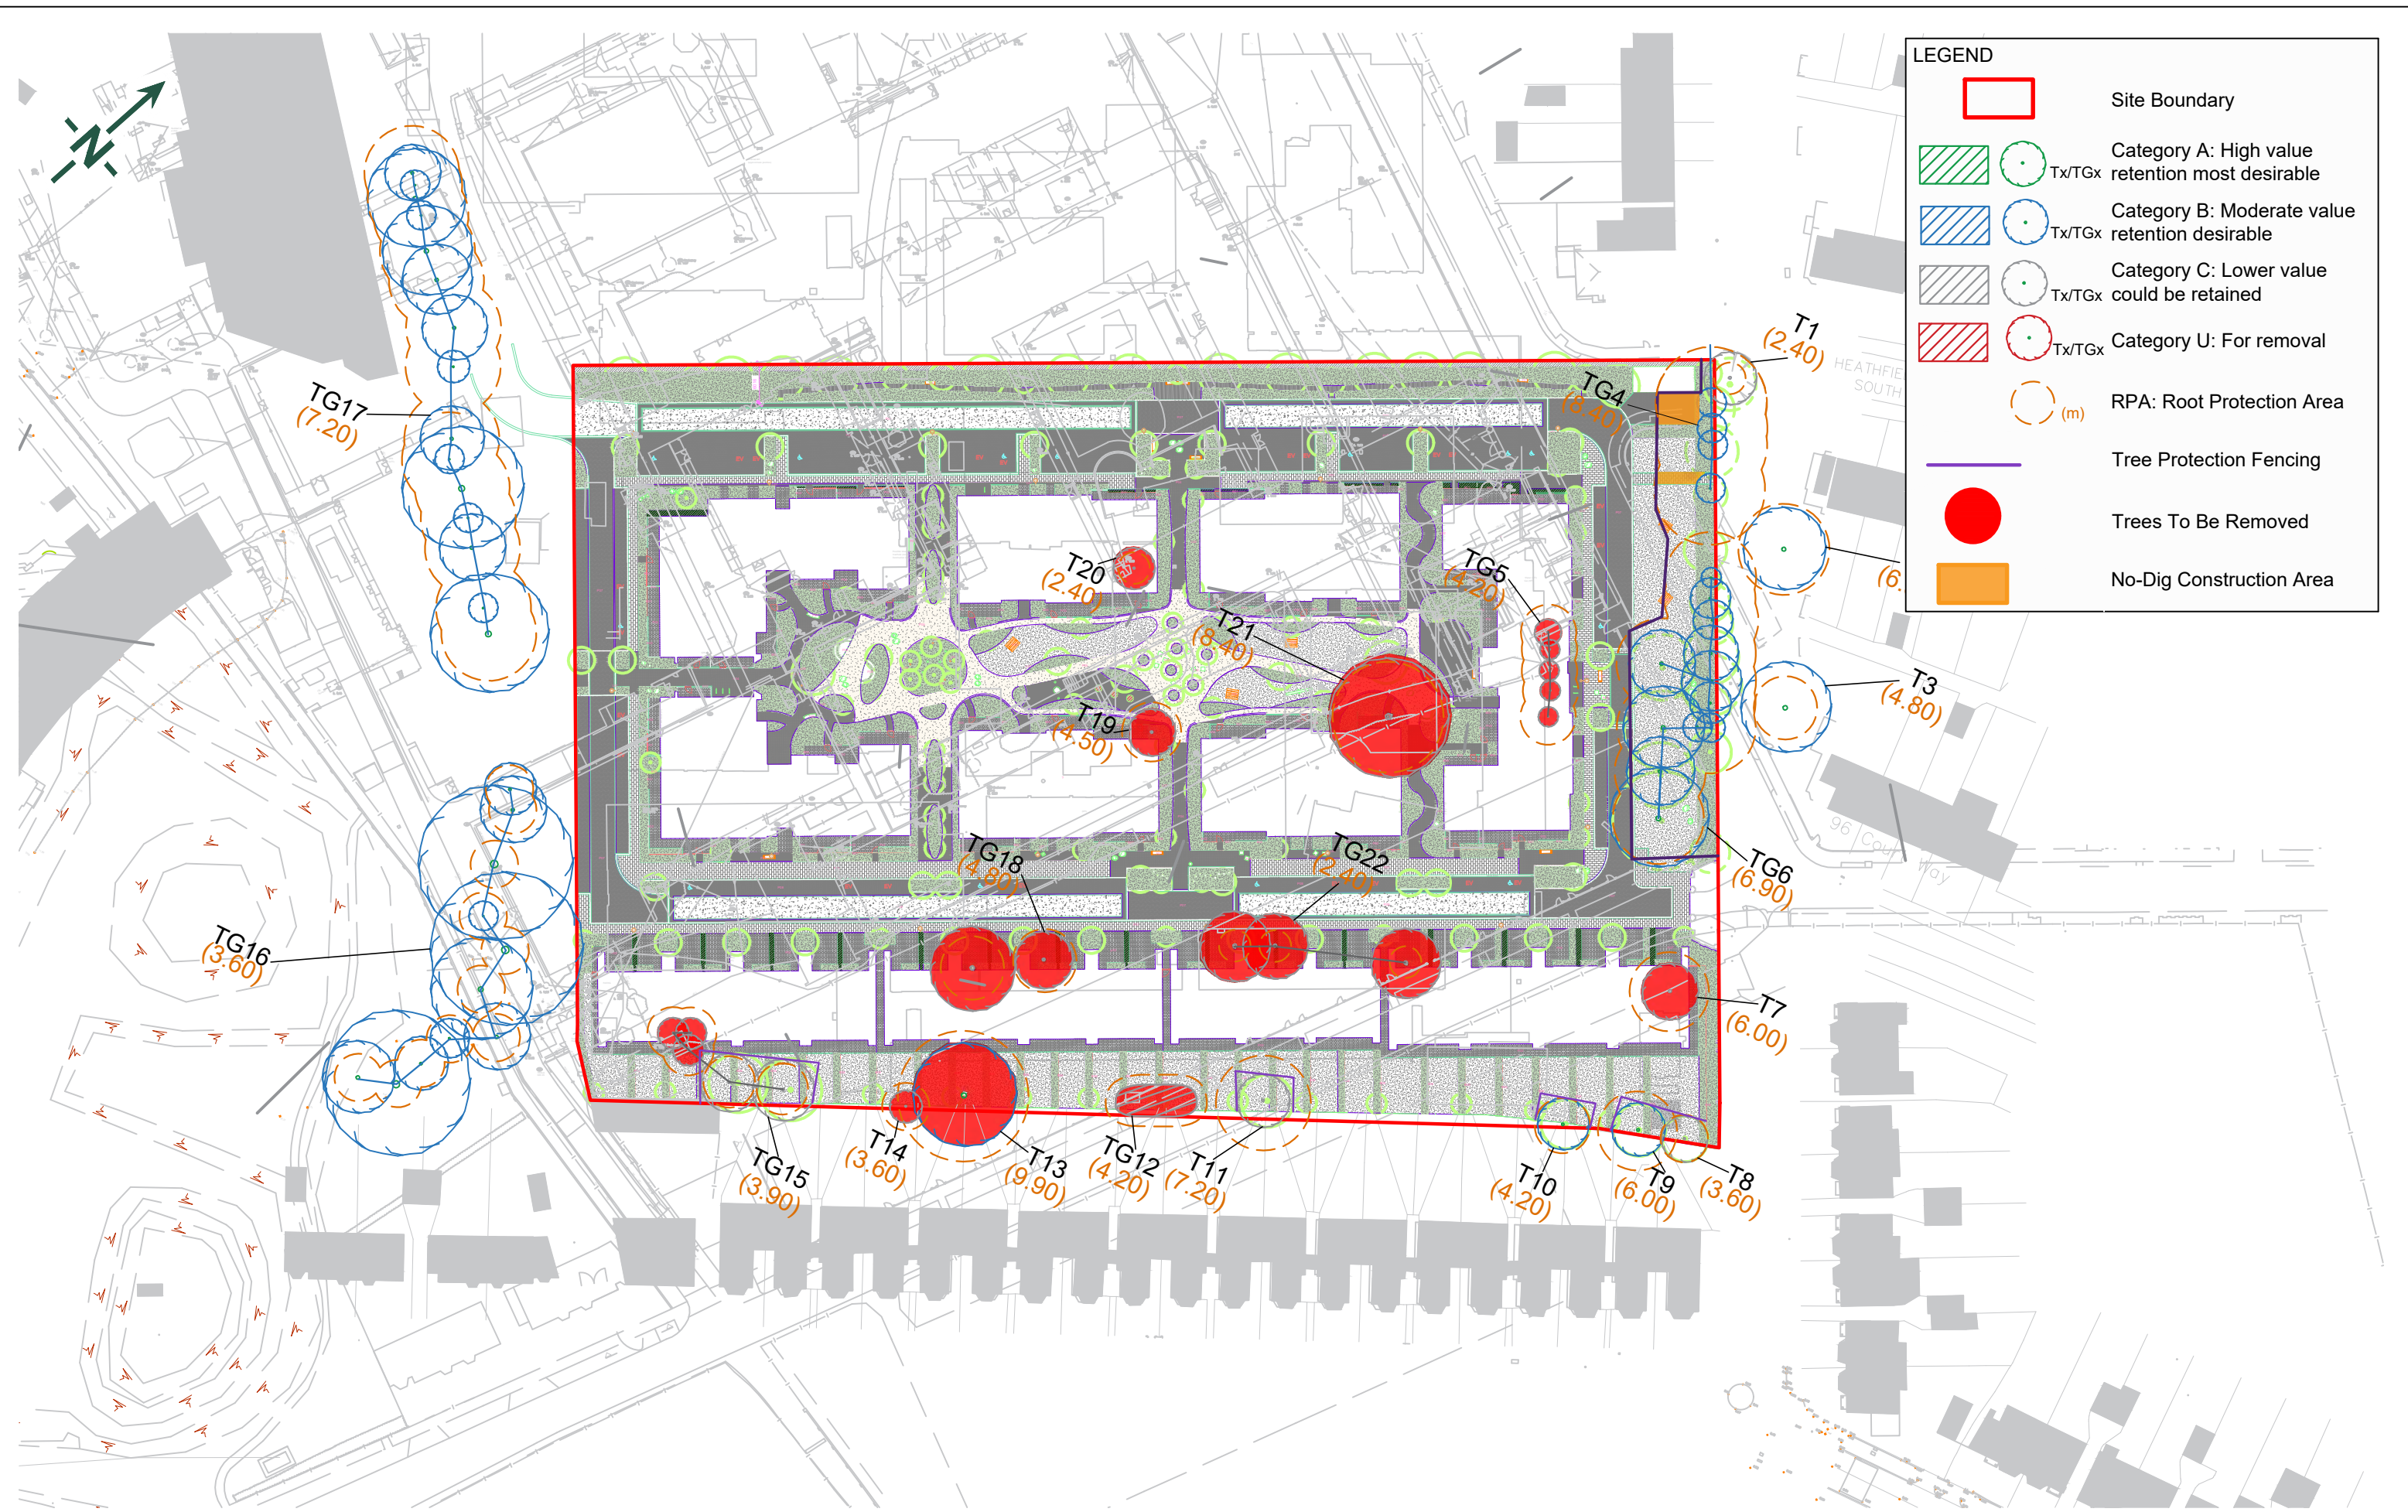 LEGEND
Site Boundary
Tx/TGx
Category A: High value
retention most desirable
Tx/TGx
Category B: Moderate value
retention desirable
Tx/TGx
Category C: Lower value
could be retained
Tx/TGx
Category U: For removal
(m)
RPA: Root Protection Area
Tree Protection Fencing
Trees To Be Removed
No-Dig Construction Area
N
T1
(2.40)
SOUTH
TG4
(8.40)
TG17
(7.20)
(6.
T20
(2.40)
TG5
(4.20)
T21
(8.40)
T3
(4.80)
T19
(4.50)
96
TG18
(4.80)
TG22
(2.40)
TG6
(6.90)
Way
TG16
(3.60)
T7
(6.00)
TG15
(3.90)
T14
(3.60)
T13
(9.90)
TG12
(4.20)
T11
(7.20)
T10
(4.20)
T9
(6.00)
T8
(3.60)